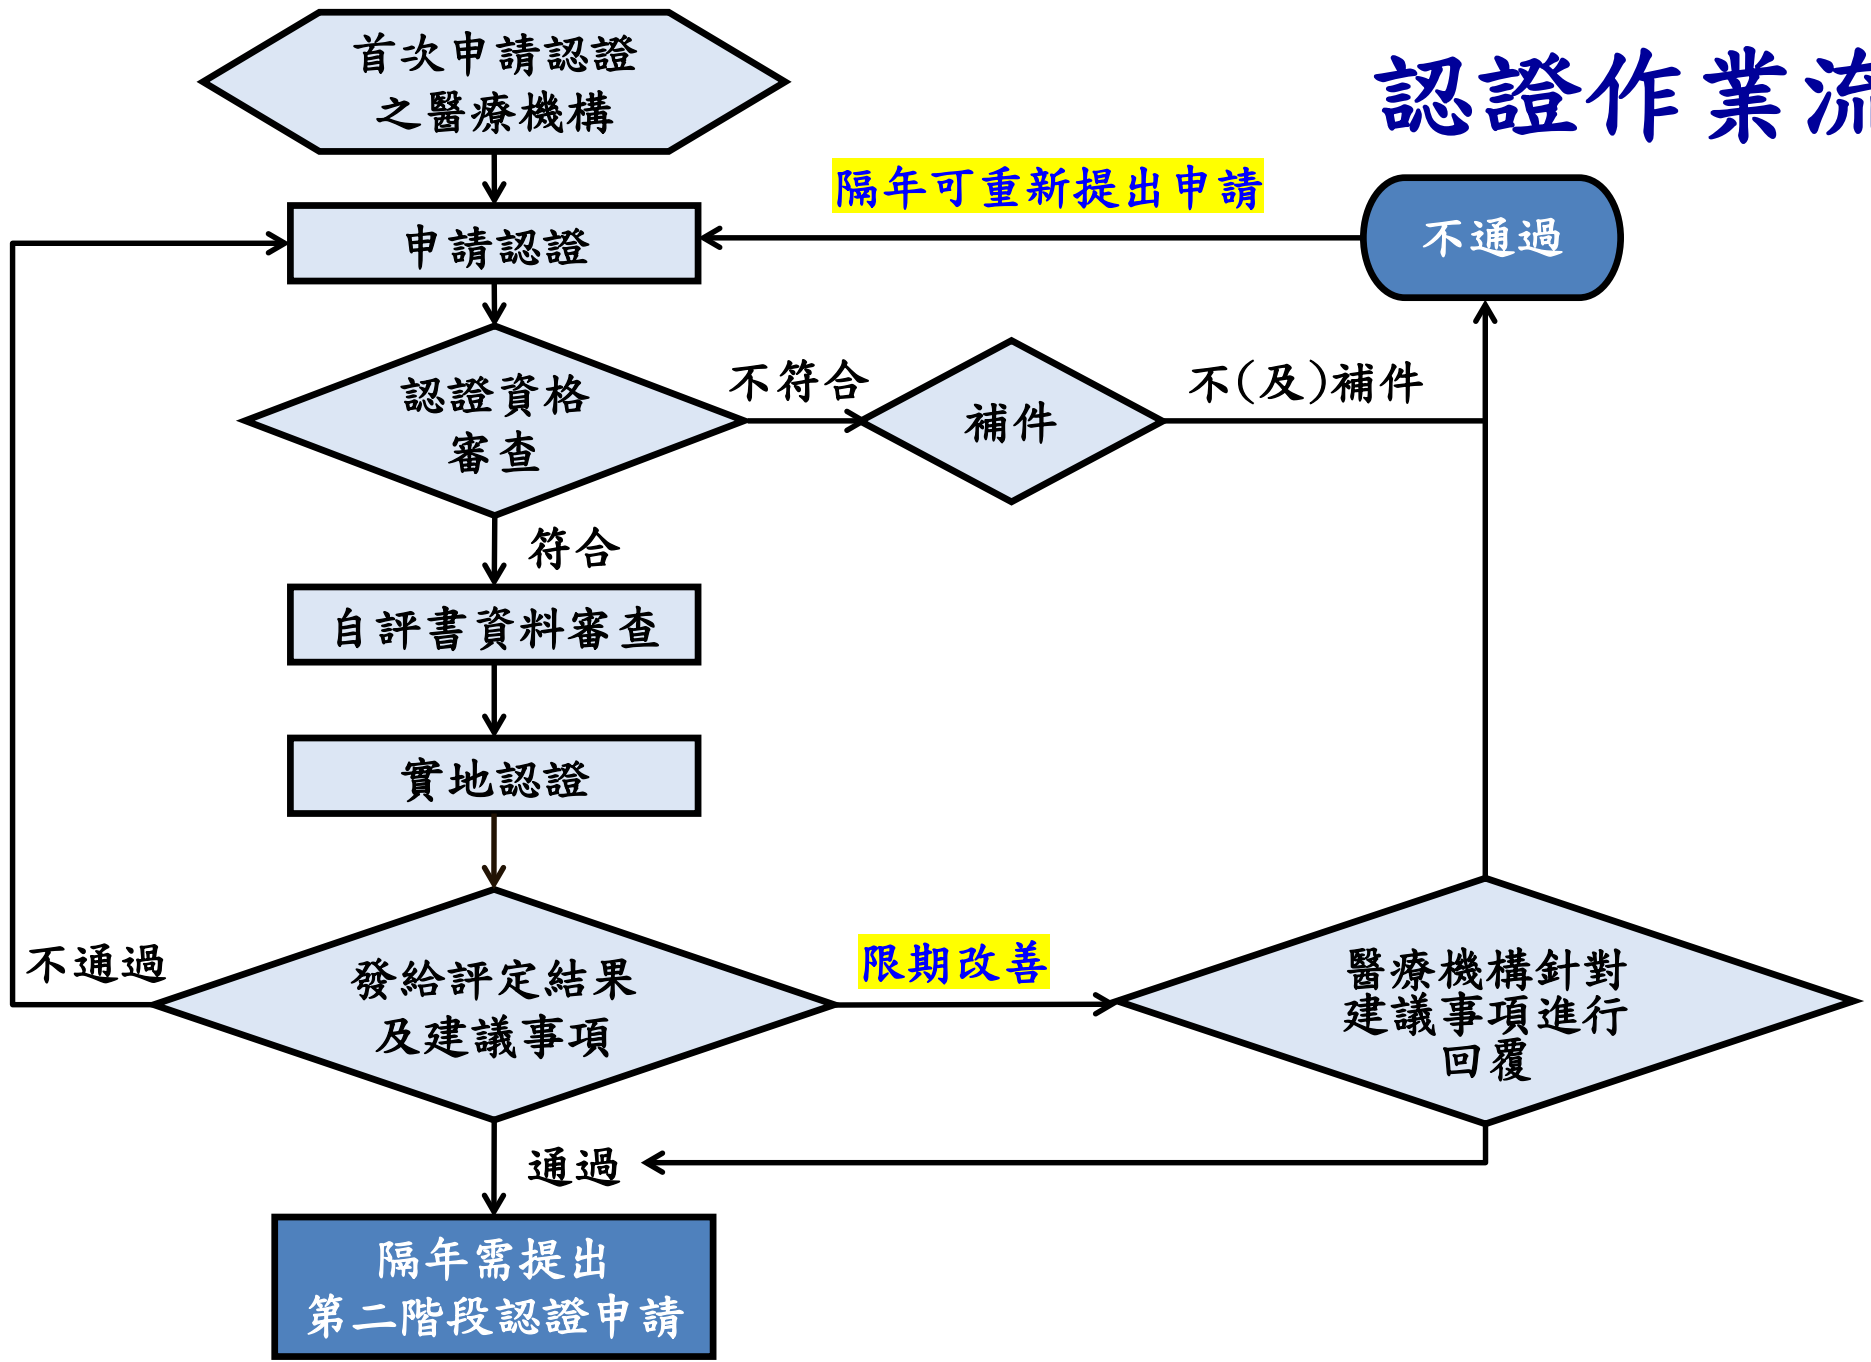 認證作業流
首次申請認證
之醫療機構
隔年可重新提出申請
不通過
申請認證
認證資格
審查
不符合
補件
不(及)補件
符合
自評書資料審查
實地認證
不通過
發給評定結果
及建議事項
限期改善
醫療機構針對
建議事項進行
回覆
通過
隔年需提出
第二階段認證申請